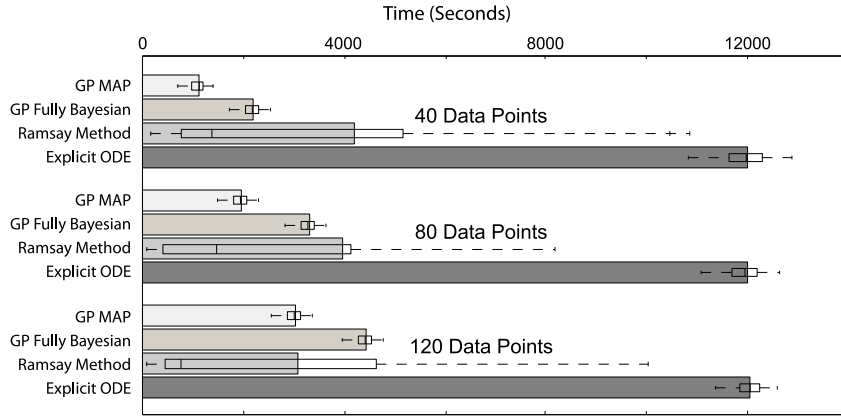 Time (Seconds)
0 4000 8000 12000
GP MAP
GP Fully Bayesian
40 Data Points
Ramsay Method
Explicit ODE
GP MAP
GP Fully Bayesian
80 Data Points
Ramsay Method
Explicit ODE
GP MAP
GP Fully Bayesian
120 Data Points
Ramsay Method
Explicit ODE